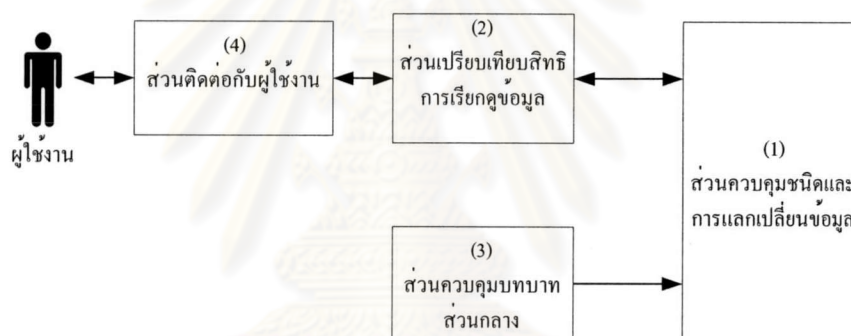 (4)
ส่วนติดต่อกับผู้ใช้งาน
(2)
ส่วนเปรียบเทียบสิทธิ
การเรียกดูข้อมูล
ผู้ใช้งาน
(1)
ส่วนควบคุมชนิดและ
การแลกเปลี่ยนข้อมูล
(3)
ส่วนควบคุมบทบาท
ส่วนกลาง